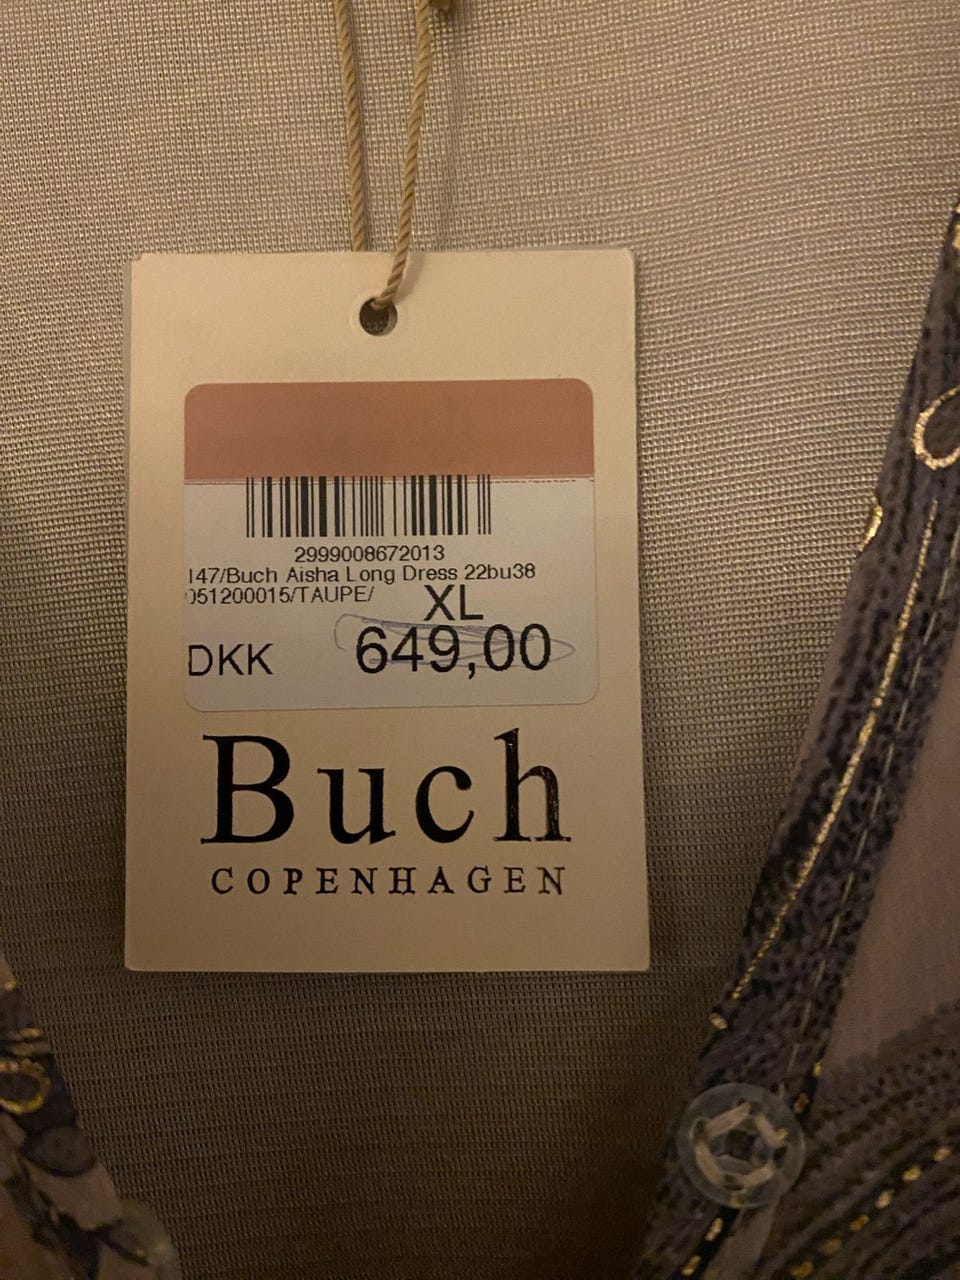 2999008672013
147/Buch Aisha Long Dress 22bu38
051200015/TAUPE/
XL
DKK 649,00
Buch
COPENHAGEN